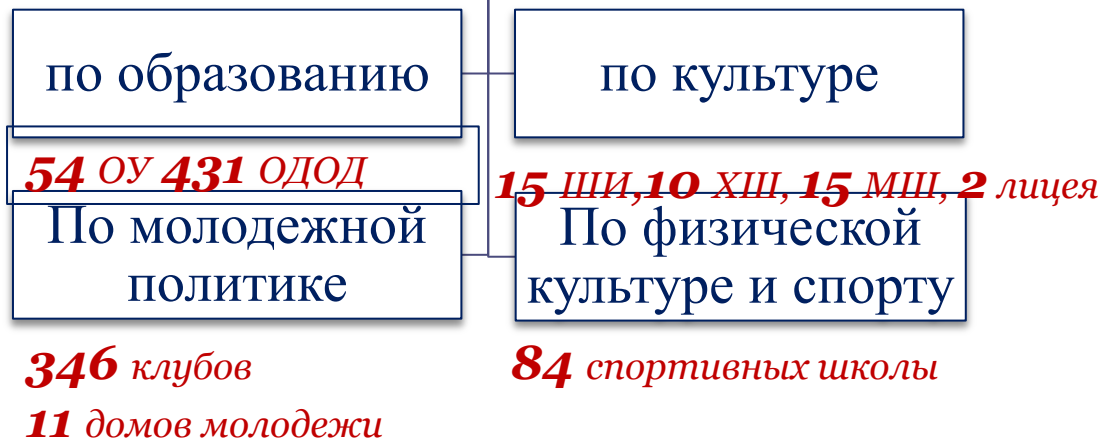 по образованию
по культуре
54 ОУ 431 ОДОД
15 ШИ,10 ХШ, 15 МШ, 2 лицея
По молодежной
политике
По физической
культуре и спорту
346 клубов
11 домов молодежи
84 спортивных школы